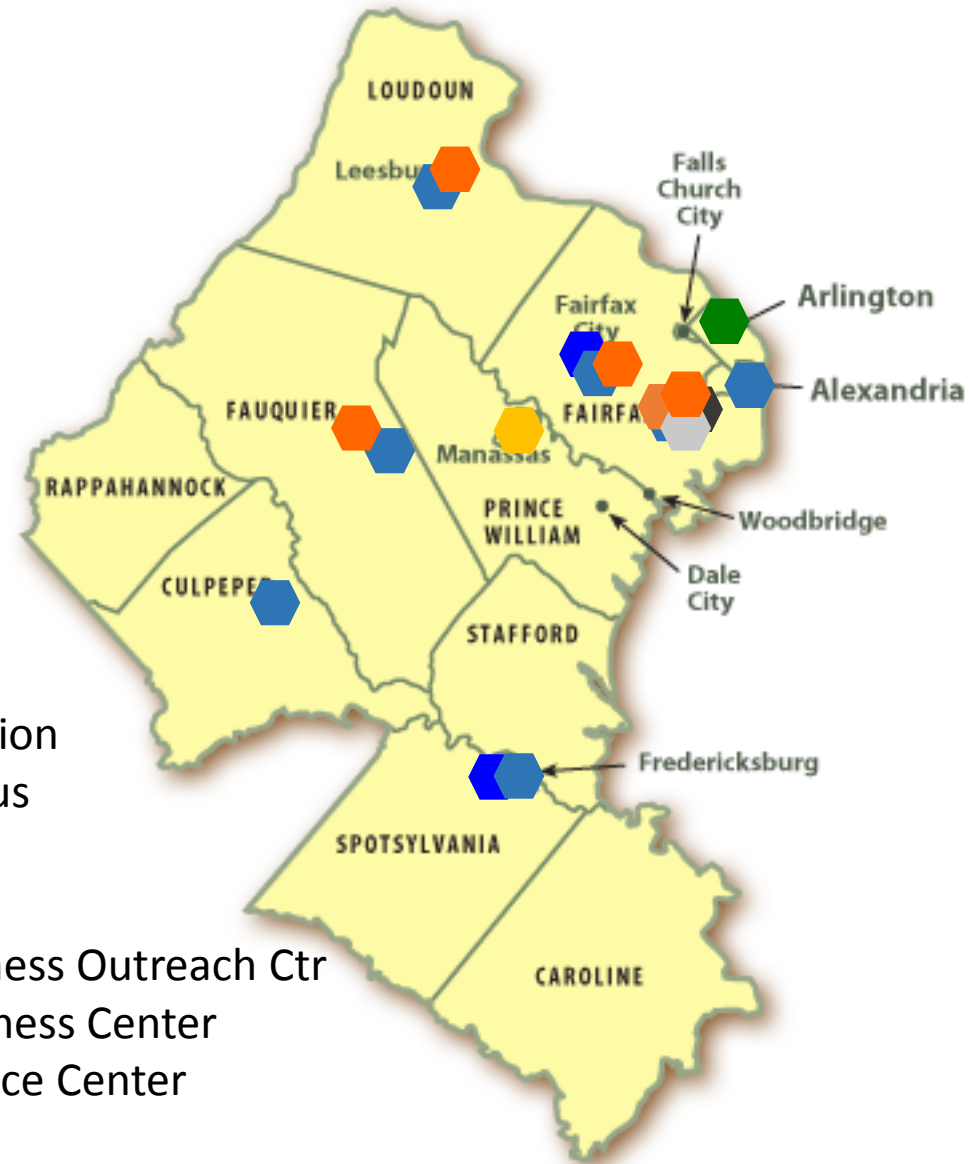 LOUDOUN
Leesbu
Falls
Church
City
Arlington
Fairfax
City
Alexandria
FAUQUIER
FAIRFA
Manassas
RAPPAHANNOCK
PRINCE
WILLIAM
Woodbridge
Dale
City
CULPEPE
STAFFORD
ion
us
Fredericksburg
SPOTSYLVANIA
ness Outreach Ctr
ness Center
ce Center
CAROLINE